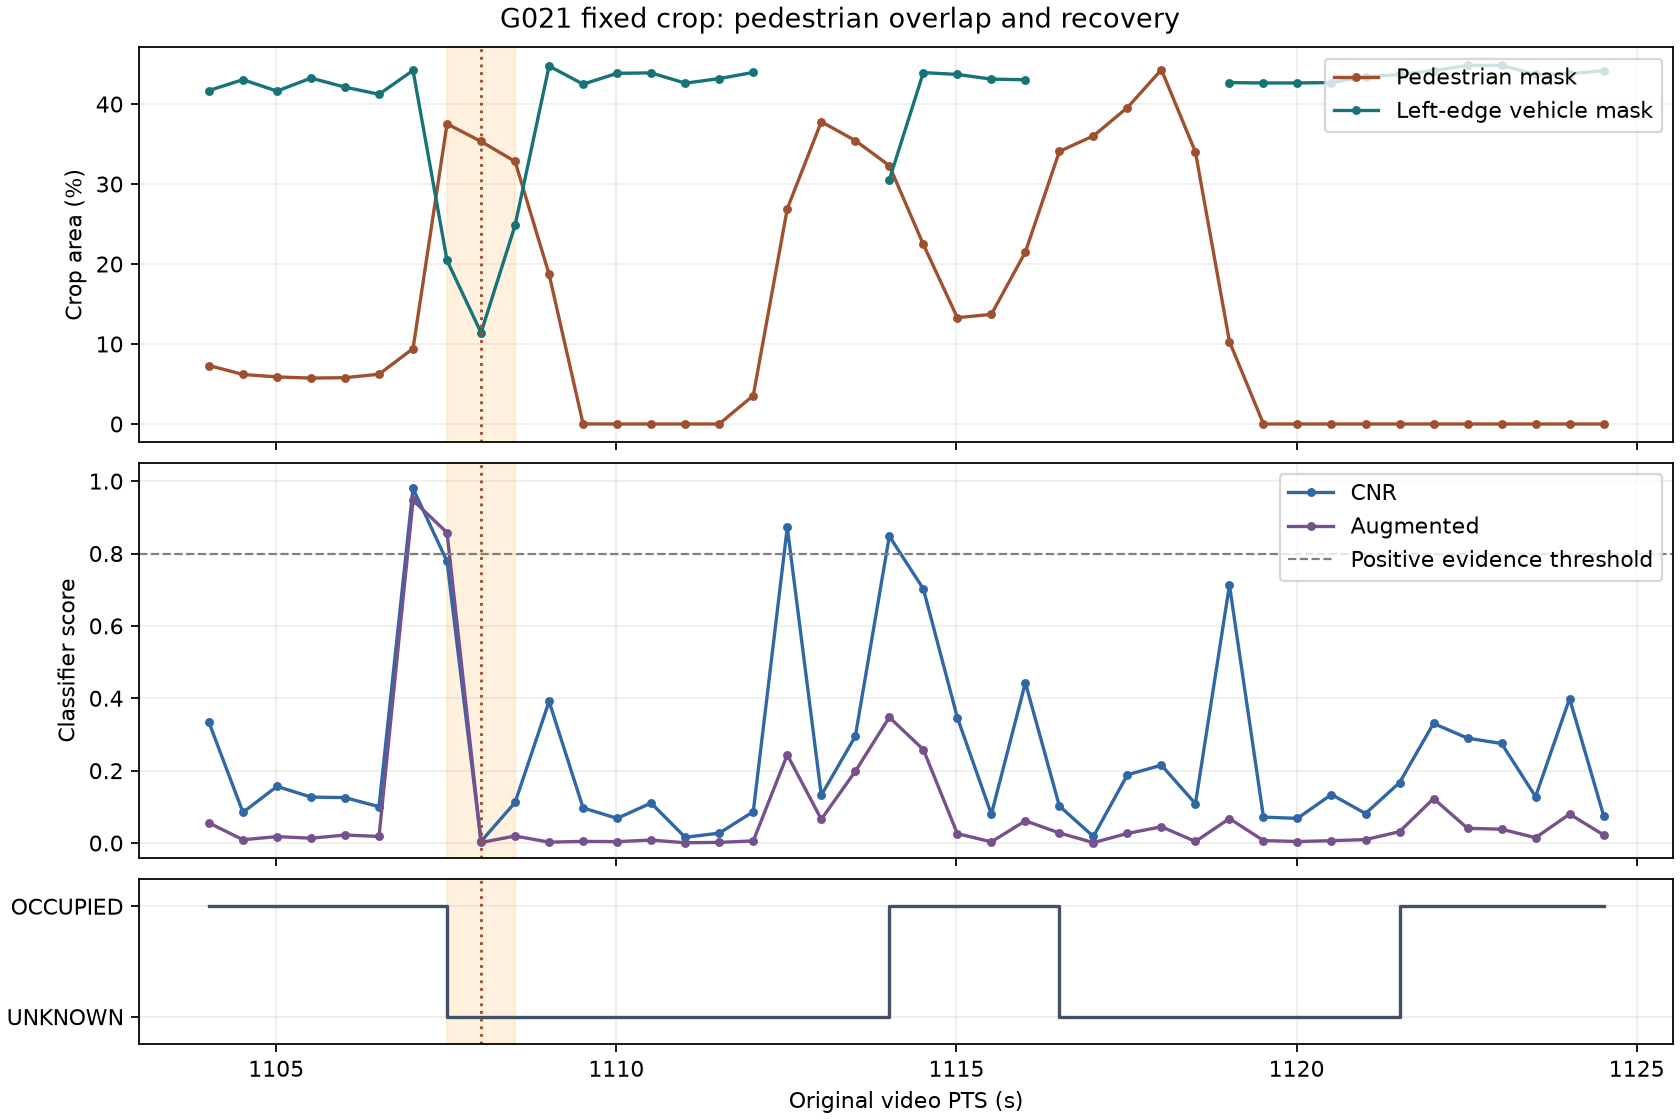 G021 fixed crop: pedestrian overlap and recovery
Crop area (%)
40
30
20
10
0
Pedestrian mask
Left-edge vehicle mask
Classifier score
1.0
0.8
0.6
0.4
0.2
0.0
CNR
Augmented
Positive evidence threshold
OCCUPIED
UNKNOWN
1105
1110
1115
1120
1125
Original video PTS (s)